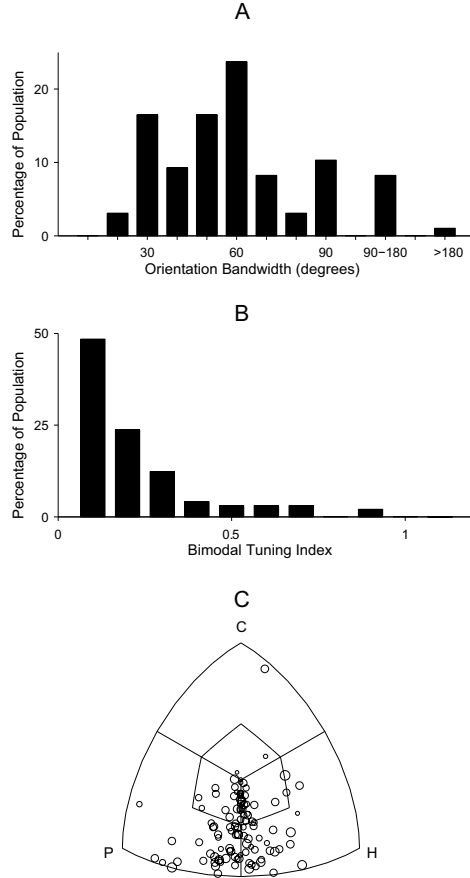 A
Percentage of Population
20
10
0
30
60
90
90−180
>180
Orientation Bandwidth (degrees)
B
Percentage of Population
50
25
0
0
0.5
1
Bimodal Tuning Index
C
C
P
H